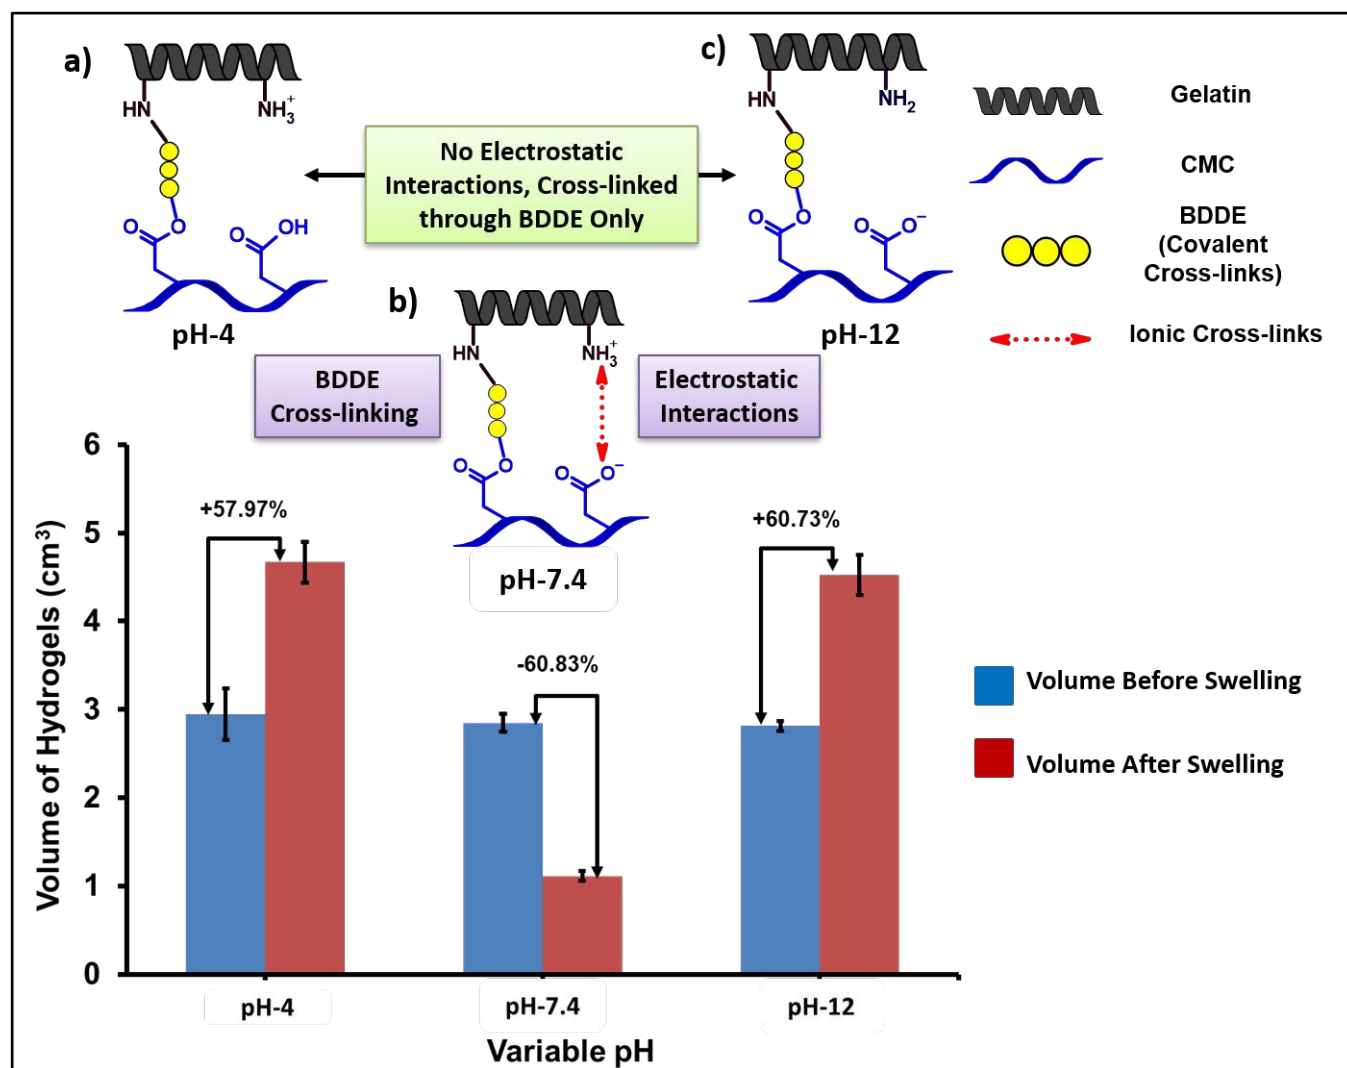 a)
HN
NH3+
O
O
OH
O
pH-4
No Electrostatic
Interactions, Cross-linked
through BDDE Only
c)
HN
NH2
O
O
O−
O
pH-12
Gelatin
CMC
BDDE
(Covalent
Cross-links)
Ionic Cross-links
b)
HN
NH3+
BDDE
Cross-linking
Electrostatic
Interactions
O
O
O
O−
pH-7.4
Volume of Hydrogels (cm3)
6
5
4
3
2
1
0
+57.97%
-60.83%
+60.73%
Volume Before Swelling
Volume After Swelling
pH-4
pH-7.4
pH-12
Variable pH